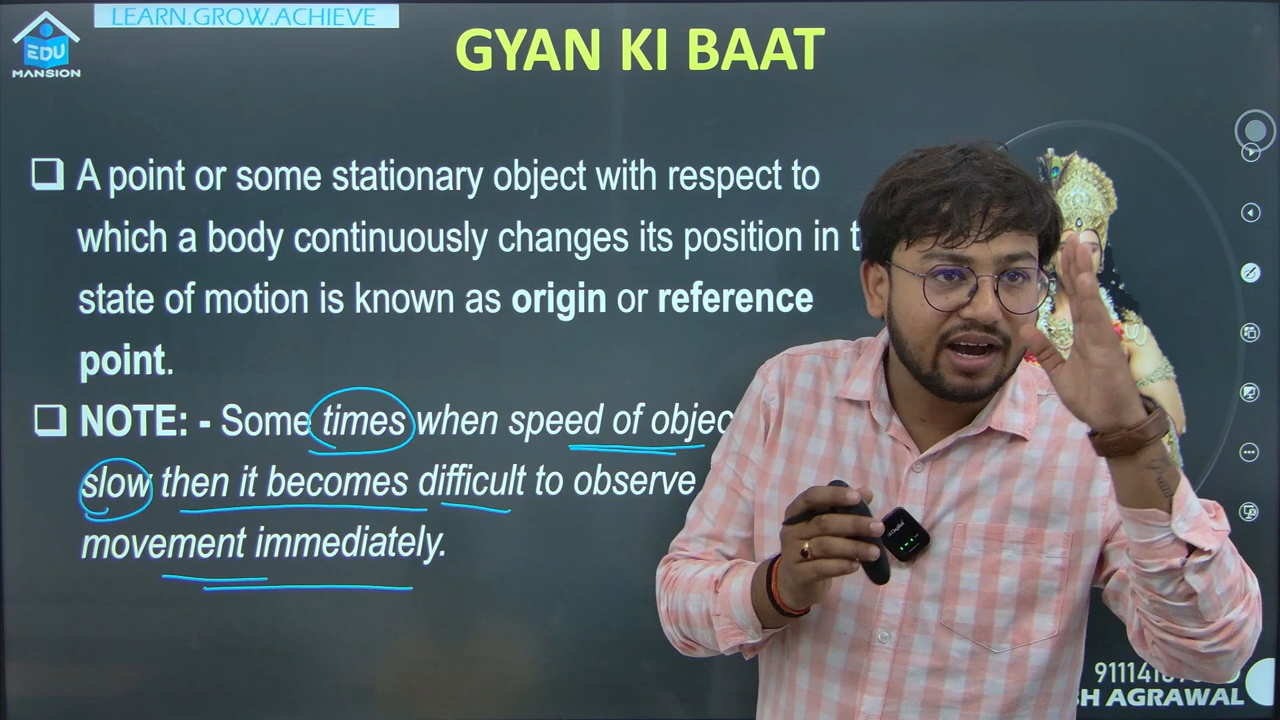 LEARN.GROW.ACHIEVE
EDU
MANSION
GYAN KI BAAT
A point or some stationary object with respect to
which a body continuously changes its position in
state of motion is known as origin or reference
point.
NOTE: - Some times when speed of
slow then it becomes difficult to observe
movement immediately.
AGRAWAL